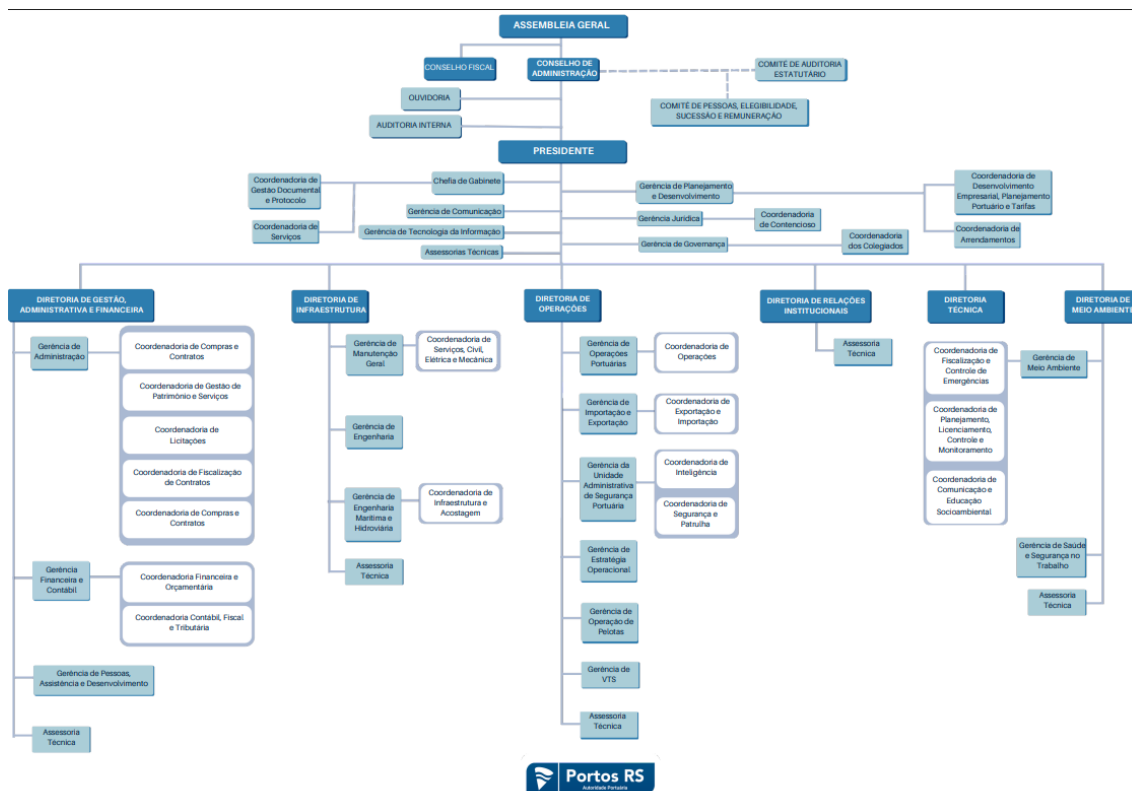 ASSEMBLEIA GERAL
CONSELHO FISCAL
CONSELHO DE
ADMINISTRAÇÃO
COMITÊ DE AUDITORIA
ESTATUTÁRIO
OUVIDORIA
COMITÊ DE PESSOAS, ELEGIBILIDADE,
SUCESSÃO E REMUNERAÇÃO
AUDITORIA INTERNA
PRESIDENTE
Coordenadoria de
Gestão Documental
e Protocolo
Chefia de Gabinete
Gerência de Planejamento
e Desenvolvimento
Coordenadoria de
Desenvolvimento
Empresarial, Planejamento
Portuário e Tarifas
Coordenadoria de
Serviços
Gerência de Comunicação
Gerência Jurídica
Coordenadoria
de Contencioso
Coordenadoria de
Arrendamentos
Gerência de Tecnologia da Informação
Gerência de Governança
Coordenadoria
dos Colegiados
Assessorias Técnicas
DIRETORIA DE GESTÃO,
ADMINISTRATIVA E FINANCEIRA
Gerência de
Administração
Coordenadoria de Compras e
Contratos
Coordenadoria de Gestão de
Patrimônio e Serviços
Coordenadoria de
Licitações
Coordenadoria de Fiscalização
de Contratos
Coordenadoria de Compras e
Contratos
Gerência
Financeira e
Contábil
Coordenadoria Financeira e
Orçamentária
Coordenadoria Contábil, Fiscal
e Tributária
Gerência de Pessoas,
Assistência e Desenvolvimento
Assessoria
Técnica
DIRETORIA DE
INFRAESTRUTURA
Gerência de
Manutenção
Geral
Coordenadoria de
Serviços, Civil,
Elétrica e Mecânica
Gerência de
Engenharia
Gerência de
Engenharia
Marítima e
Hidroviária
Coordenadoria de
Infraestrutura e
Acostagem
Assessoria
Técnica
DIRETORIA DE
OPERAÇÕES
Gerência de
Operações
Portuárias
Coordenadoria de
Operações
Gerência de
Importação e
Exportação
Coordenadoria de
Exportação e
Importação
Gerência da
Unidade
Administrativa
de Segurança
Portuária
Coordenadoria de
Inteligência
Coordenadoria de
Segurança e
Patrulha
Gerência de
Estratégia
Operacional
Gerência de
Operação de
Pelotas
Gerência de
VTS
Assessoria
Técnica
DIRETORIA DE RELAÇÕES
INSTITUCIONAIS
Assessoria
Técnica
DIRETORIA
TÉCNICA
Coordenadoria de
Fiscalização e
Controle de
Emergências
Coordenadoria de
Planejamento,
Licenciamento,
Controle e
Monitoramento
Coordenadoria de
Comunicação e
Educação
Socioambiental
DIRETORIA DE
MEIO AMBIENTE
Gerência de
Meio Ambiente
Gerência de Saúde
e Segurança no
Trabalho
Assessoria
Técnica
Portos RS
Autoridade Portuária